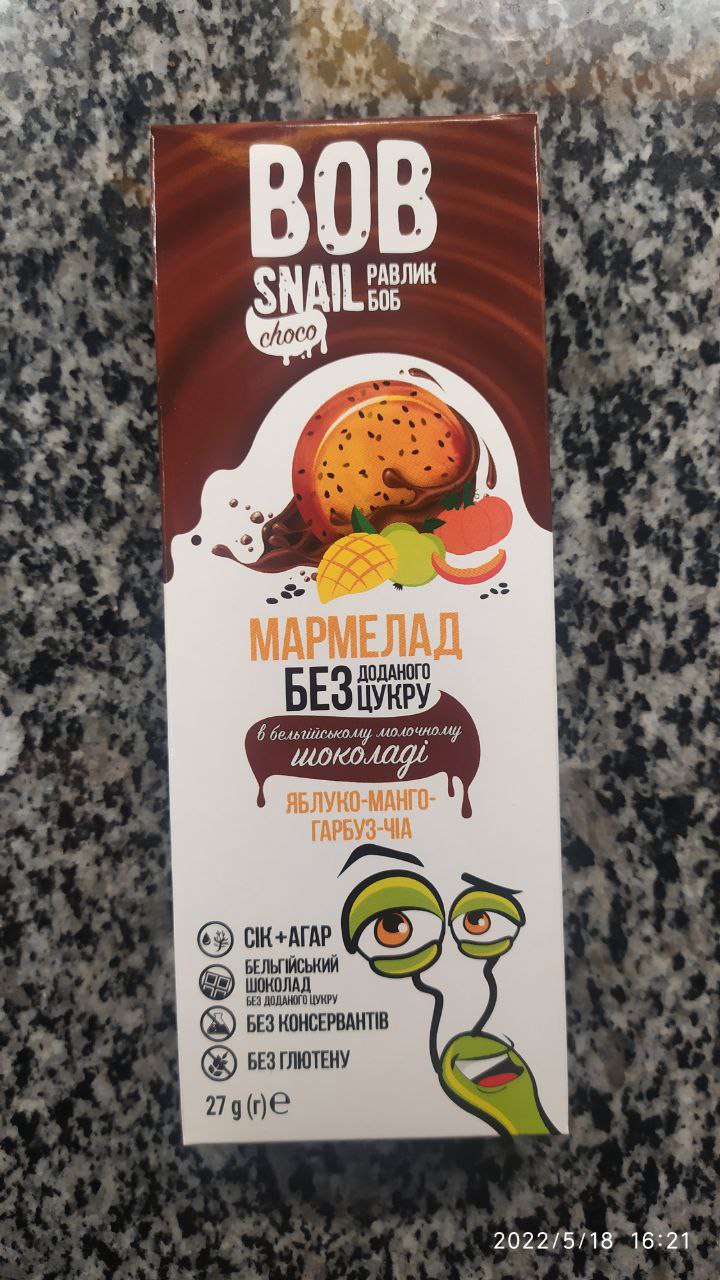 BOB
SNAIL РАВЛИК БОБ
choco
МАРМЕЛАД
БЕЗ ДОДАНОГО ЦУКРУ
в бельгійському молочному
шоколаді
ЯБЛУКО-МАНГО-
ГАРБУЗ-ЧІА
СІК+АГАР
БЕЛЬГІЙСЬКИЙ
ШОКОЛАД
БЕЗ ДОДАНОГО ЦУКРУ
БЕЗ КОНСЕРВАНТІВ
БЕЗ ГЛЮТЕНУ
27 g (г) ℮
2022/5/18 16:21